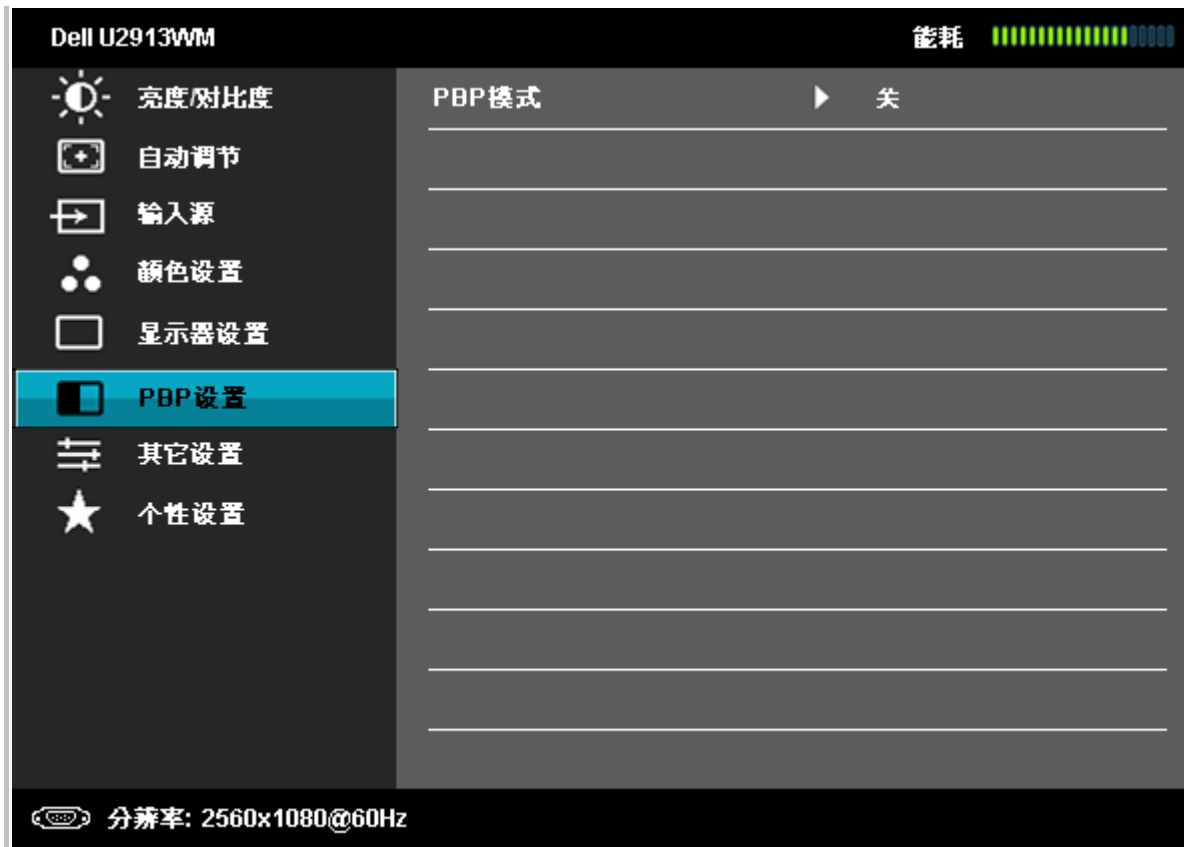 Dell U2913WM 能耗
亮度/对比度
PBP模式 关
自动调节
输入源
颜色设置
显示器设置
PBP设置
其它设置
个性设置
分辨率: 2560x1080@60Hz